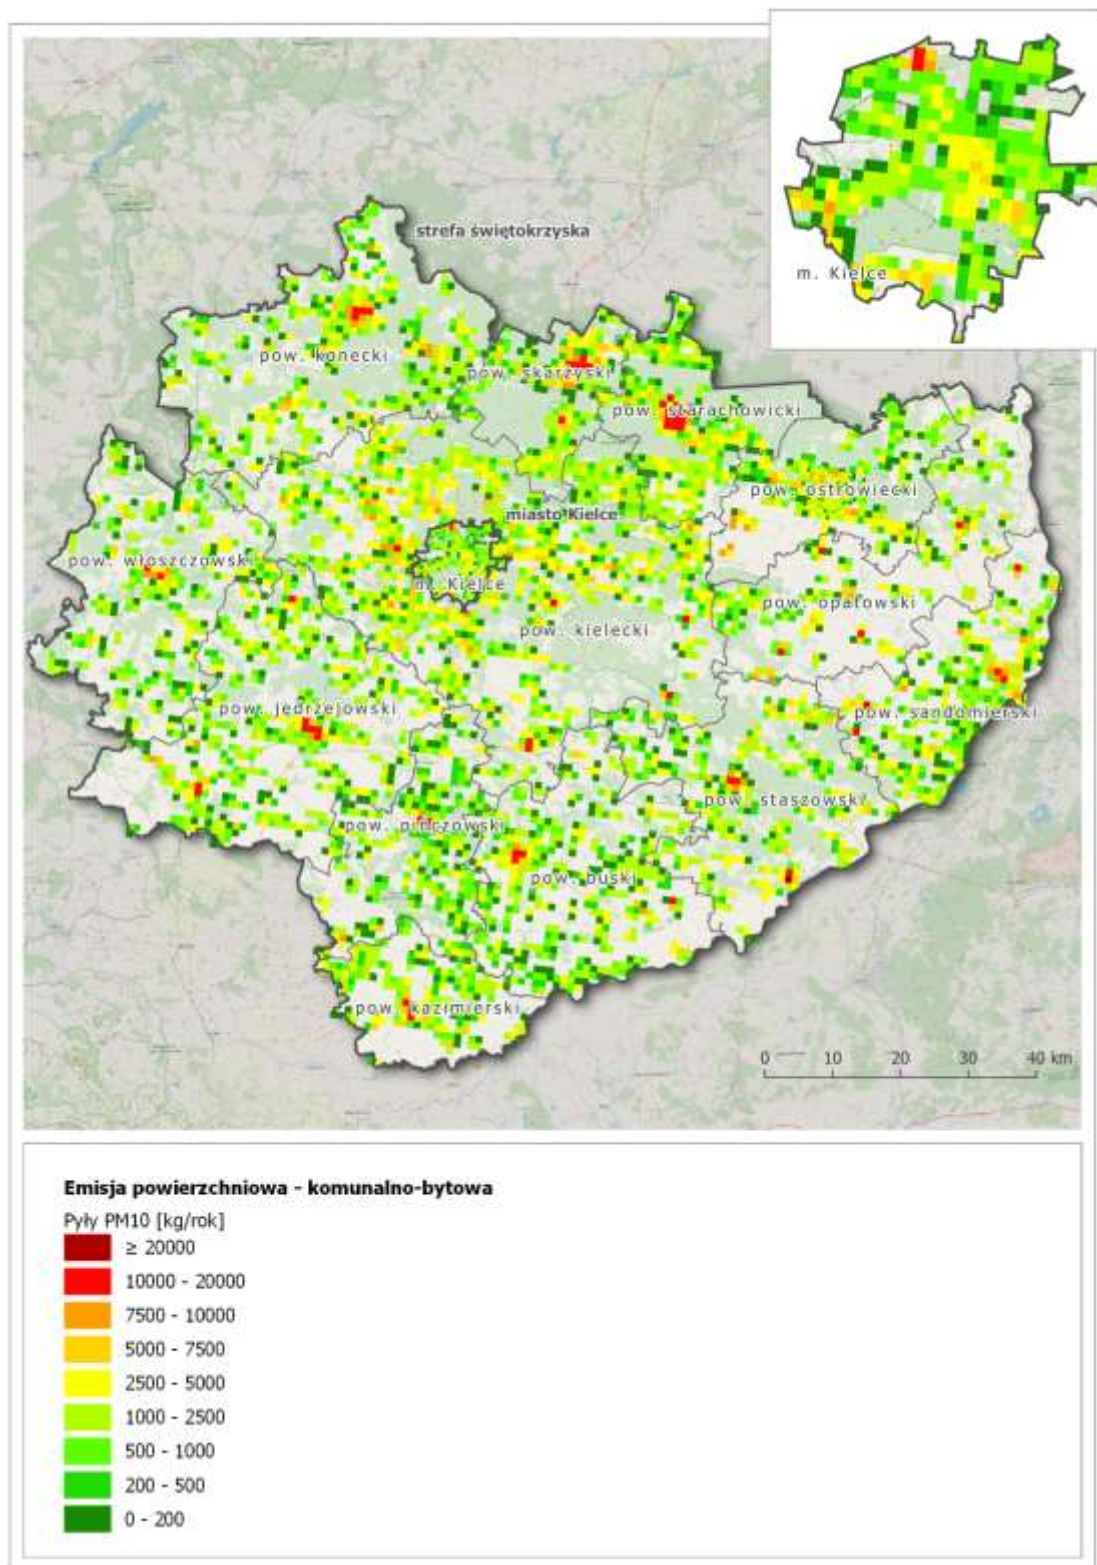 m. Kielce
strefa świętokrzyska
pow. konecki
pow. skarżyski
pow. starachowicki
pow. ostrowiecki
miasto Kielce
pow. włoszczowski
m. Kielce
pow. opatowski
pow. kielecki
pow. jędrzejowski
pow. sandomierski
pow. staszowski
pow. pińczowski
pow. buski
pow. kazimierski
0 10 20 30 40 km
Emisja powierzchniowa - komunalno-bytowa
Pyły PM10 [kg/rok]
≥ 20000
10000 - 20000
7500 - 10000
5000 - 7500
2500 - 5000
1000 - 2500
500 - 1000
200 - 500
0 - 200